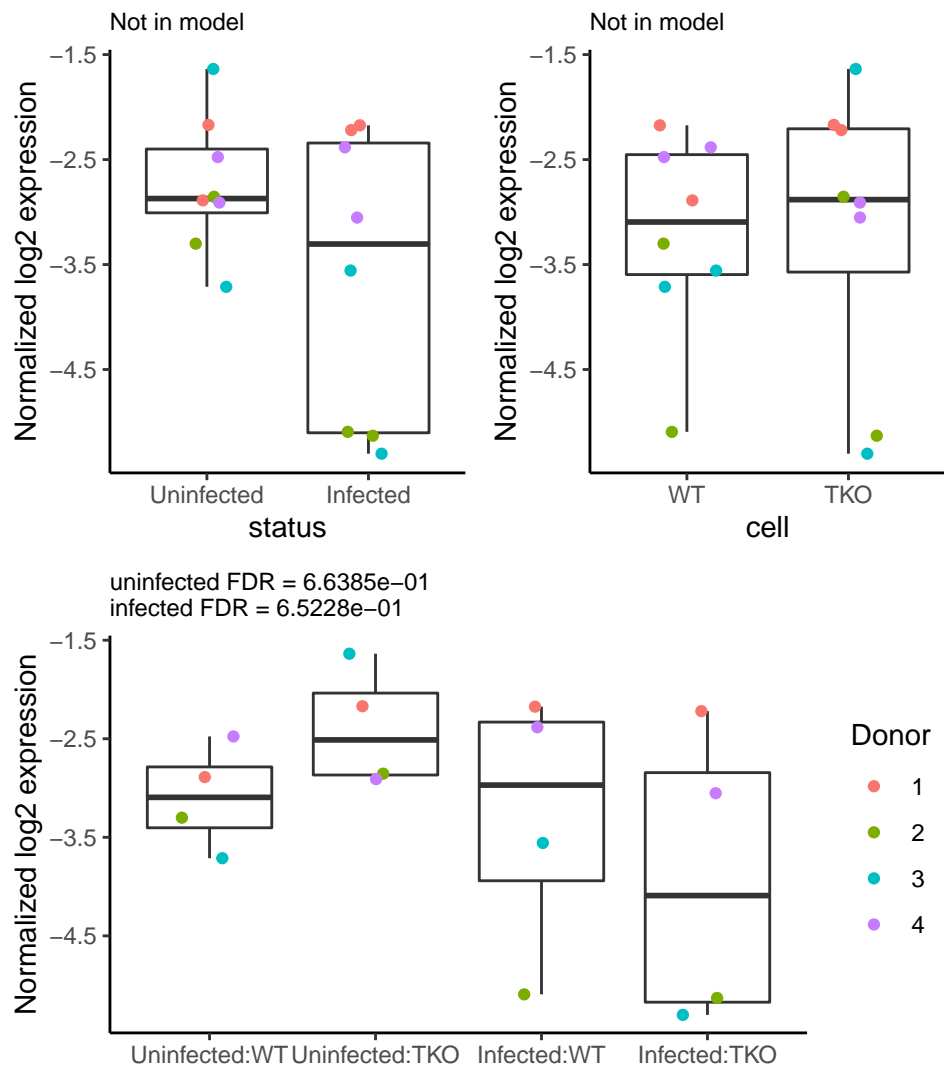 Not in model
Normalized log2 expression
−1.5
−2.5
−3.5
−4.5
Uninfected
Infected
status
Not in model
Normalized log2 expression
−1.5
−2.5
−3.5
−4.5
WT
TKO
cell
uninfected FDR = 6.6385e−01
infected FDR = 6.5228e−01
Normalized log2 expression
−1.5
−2.5
−3.5
−4.5
Uninfected:WT
Uninfected:TKO
Infected:WT
Infected:TKO
Donor
1
2
3
4